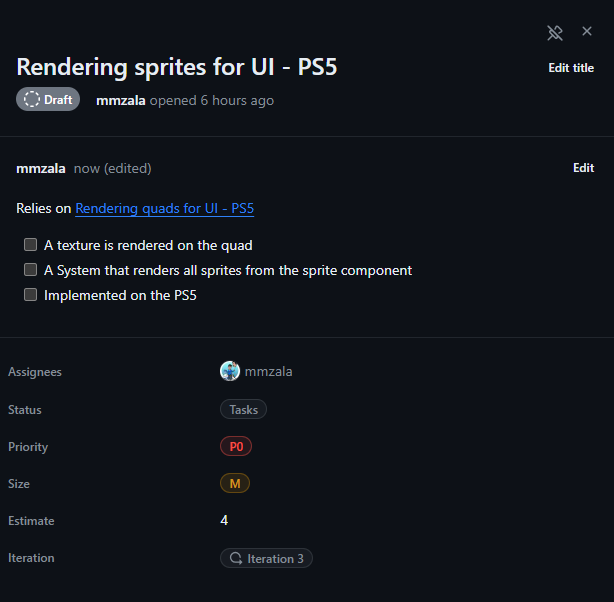 Rendering sprites for UI - PS5
Edit title
Draft
mmzala opened 6 hours ago
mmzala now (edited)
Edit
Relies on Rendering quads for UI - PS5
A texture is rendered on the quad
A System that renders all sprites from the sprite component
Implemented on the PS5
Assignees mmzala
Status Tasks
Priority P0
Size M
Estimate 4
Iteration Iteration 3